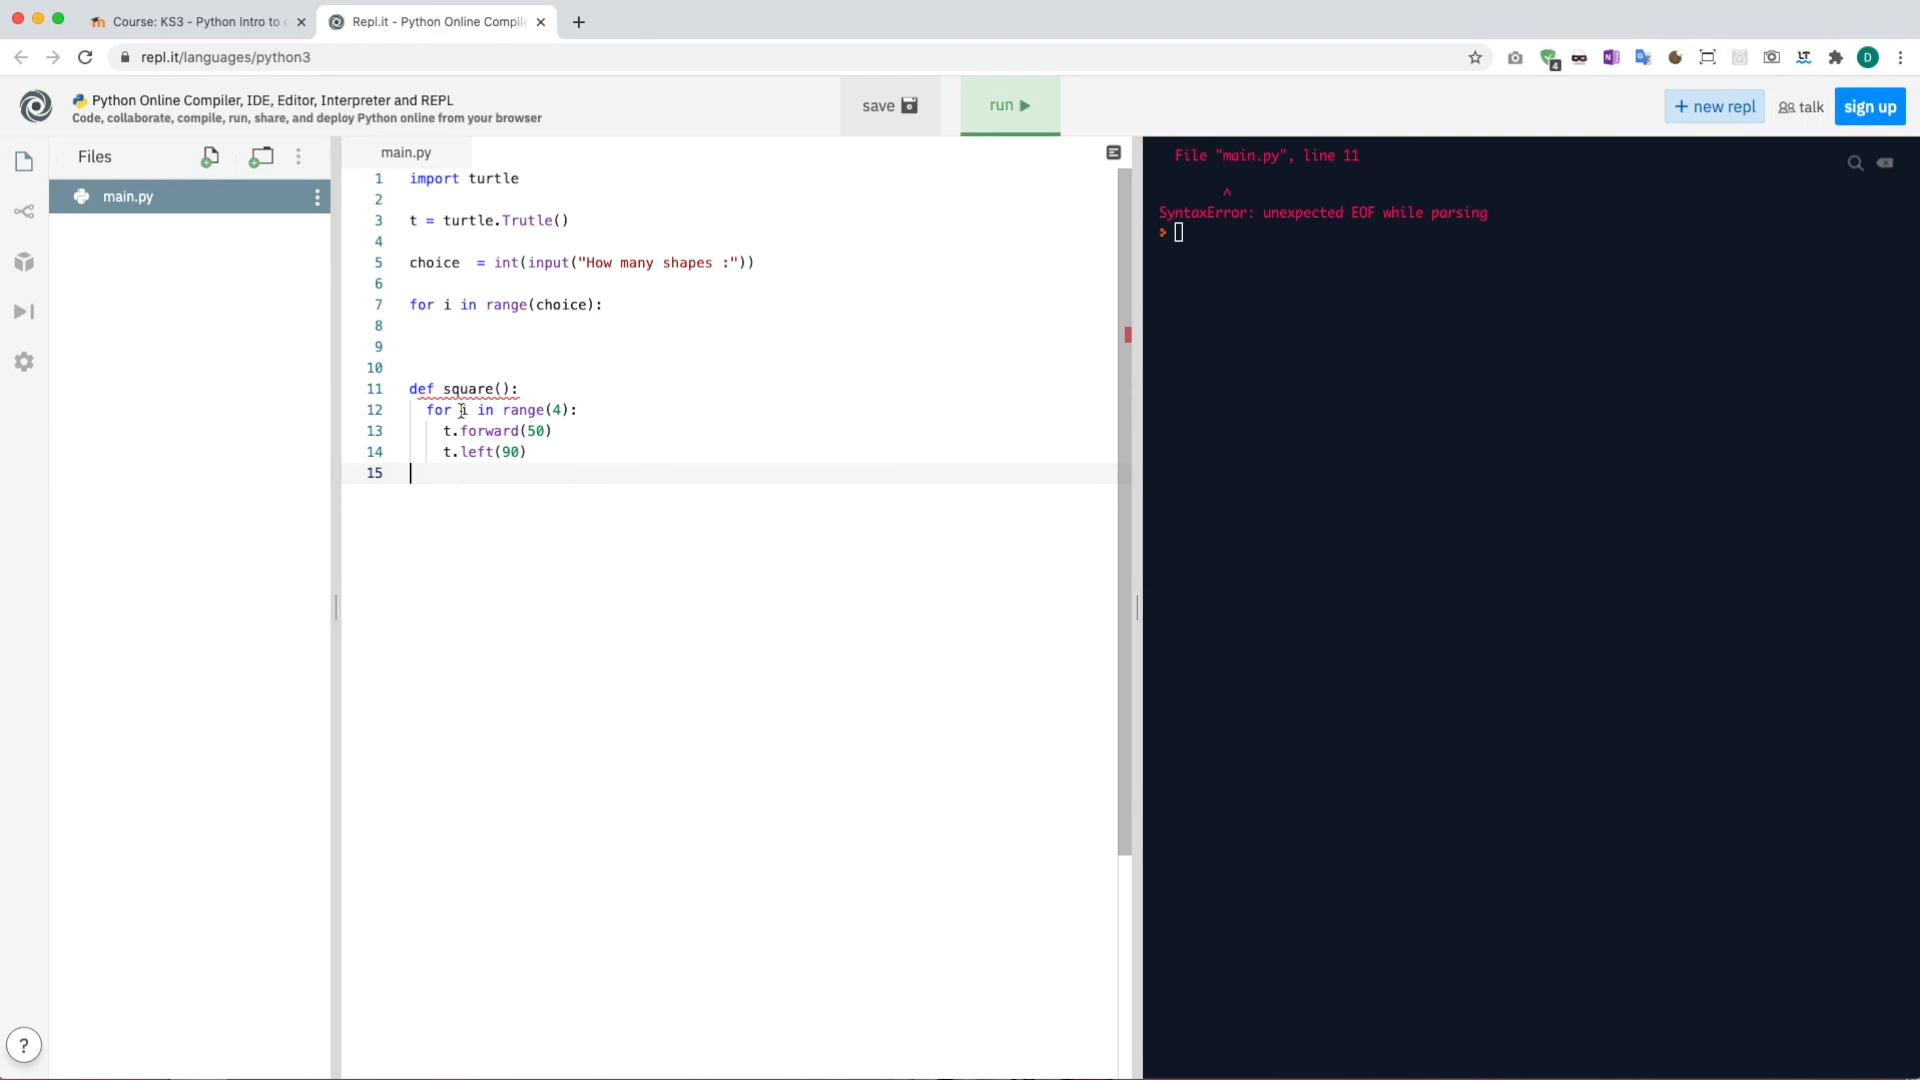 Course: KS3 - Python Intro to
Repl.it - Python Online Compile
repl.it/languages/python3
4
D
Python Online Compiler, IDE, Editor, Interpreter and REPL
Code, collaborate, compile, run, share, and deploy Python online from your browser
save
run
+ new repl
talk
sign up
Files
main.py
main.py
1 import turtle
2
3 t = turtle.Trutle()
4
5 choice  = int(input("How many shapes :"))
6
7 for i in range(choice):
8
9
10
11 def square():
12   for i in range(4):
13     t.forward(50)
14     t.left(90)
15
File "main.py", line 11
^
SyntaxError: unexpected EOF while parsing
?